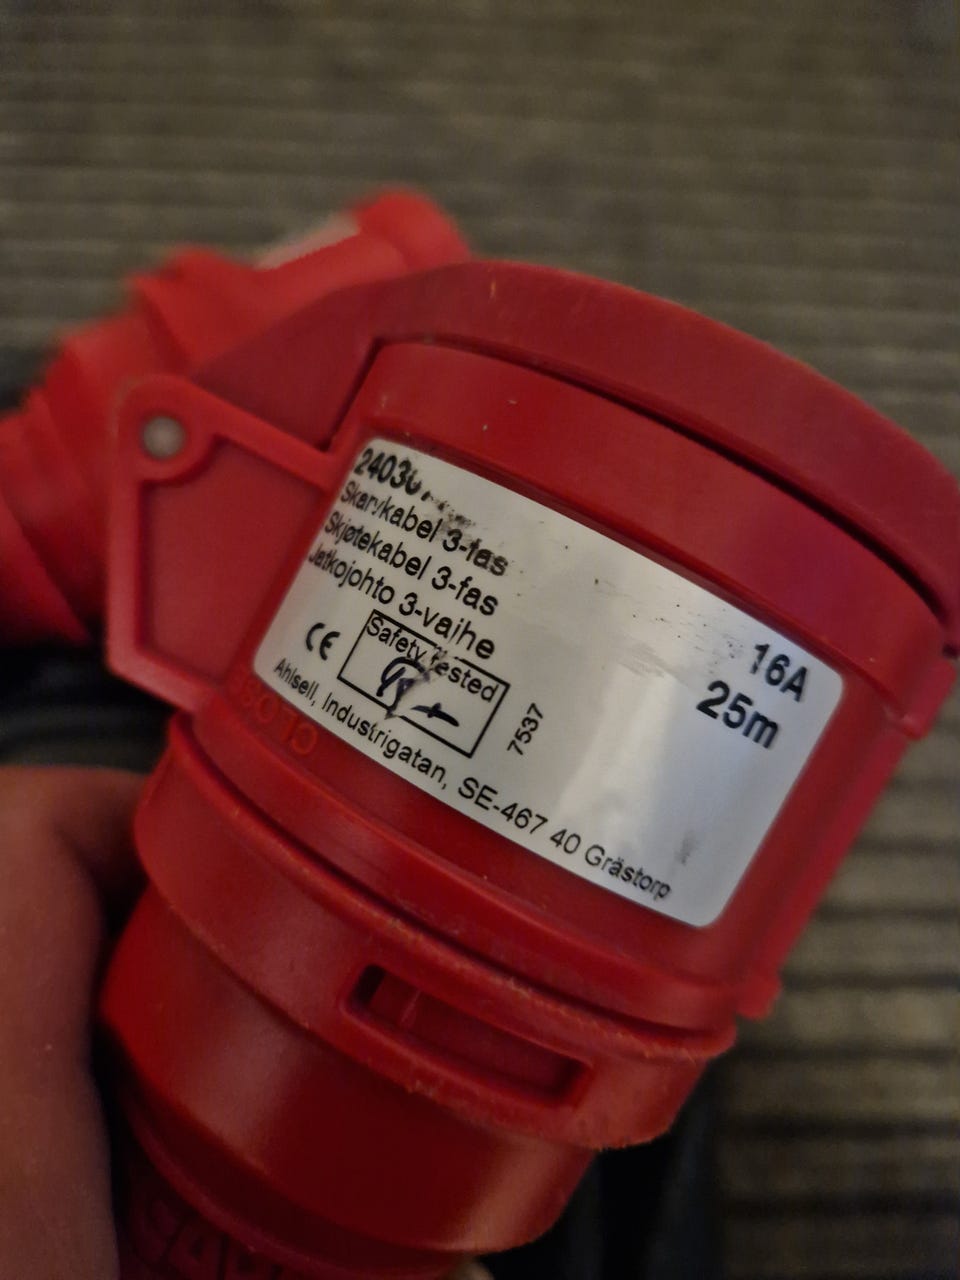 Skarvkabel 3-fas
Skjøtekabel 3-fas
Jatkojohto 3-vaihe
16A
25m
CE
Safety tested
7537
Ahlsell, Industrigatan, SE-467 40 Grästorp